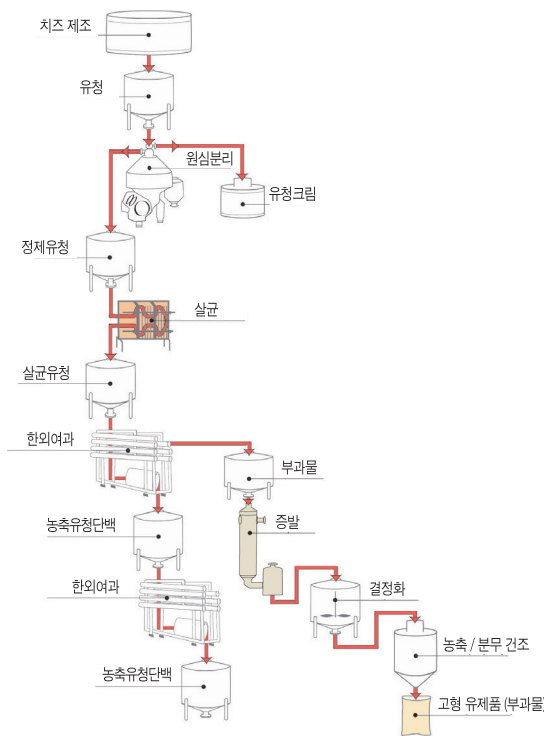 치즈 제조
유청
원심분리
유청크림
정제유청
살균
살균유청
한외여과
부과물
농축유청단백
증발
한외여과
결정화
농축 / 분무 건조
농축유청단백
고형 유제품 (부과물)